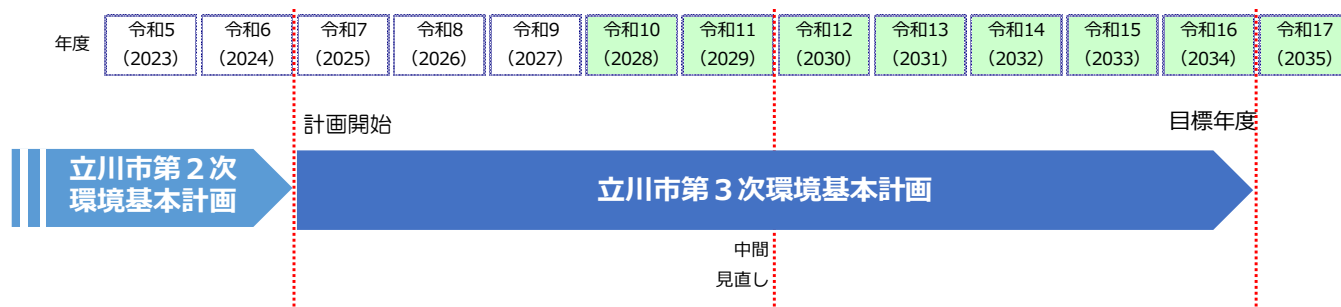 年度
令和5 令和6 令和7 令和8 令和9 令和10 令和11 令和12 令和13 令和14 令和15 令和16 令和17
(2023) (2024) (2025) (2026) (2027) (2028) (2029) (2030) (2031) (2032) (2033) (2034) (2035)
計画開始
目標年度
立川市第２次
環境基本計画
立川市第３次環境基本計画
中間
見直し